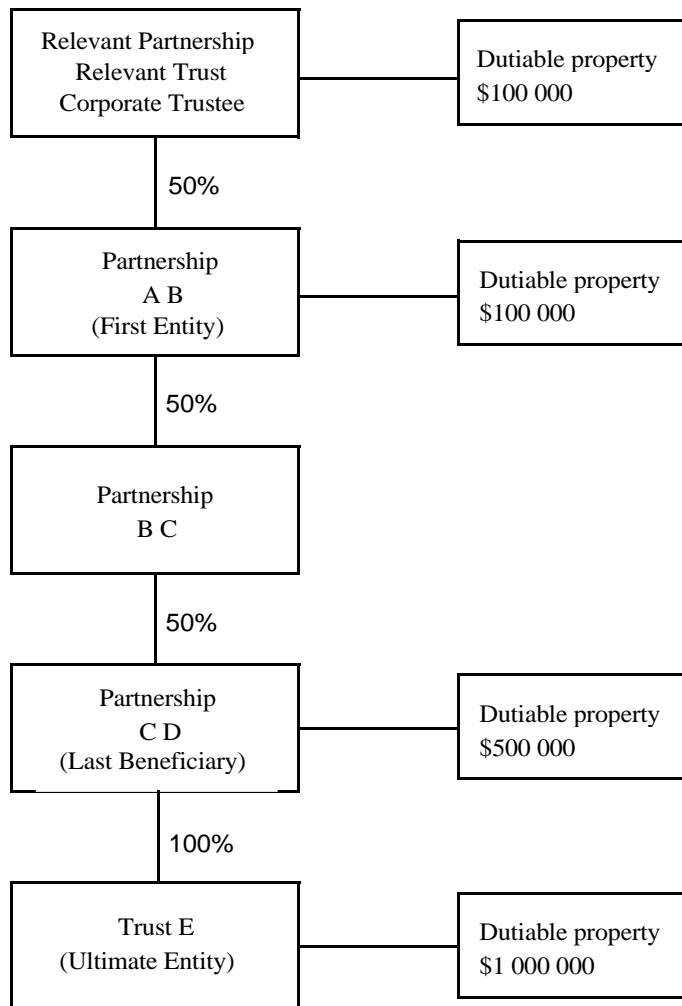 Relevant Partnership
Relevant Trust
Corporate Trustee
Dutiable property
$100 000
50%
Partnership
A B
(First Entity)
Dutiable property
$100 000
50%
Partnership
B C
50%
Partnership
C D
(Last Beneficiary)
Dutiable property
$500 000
100%
Trust E
(Ultimate Entity)
Dutiable property
$1 000 000